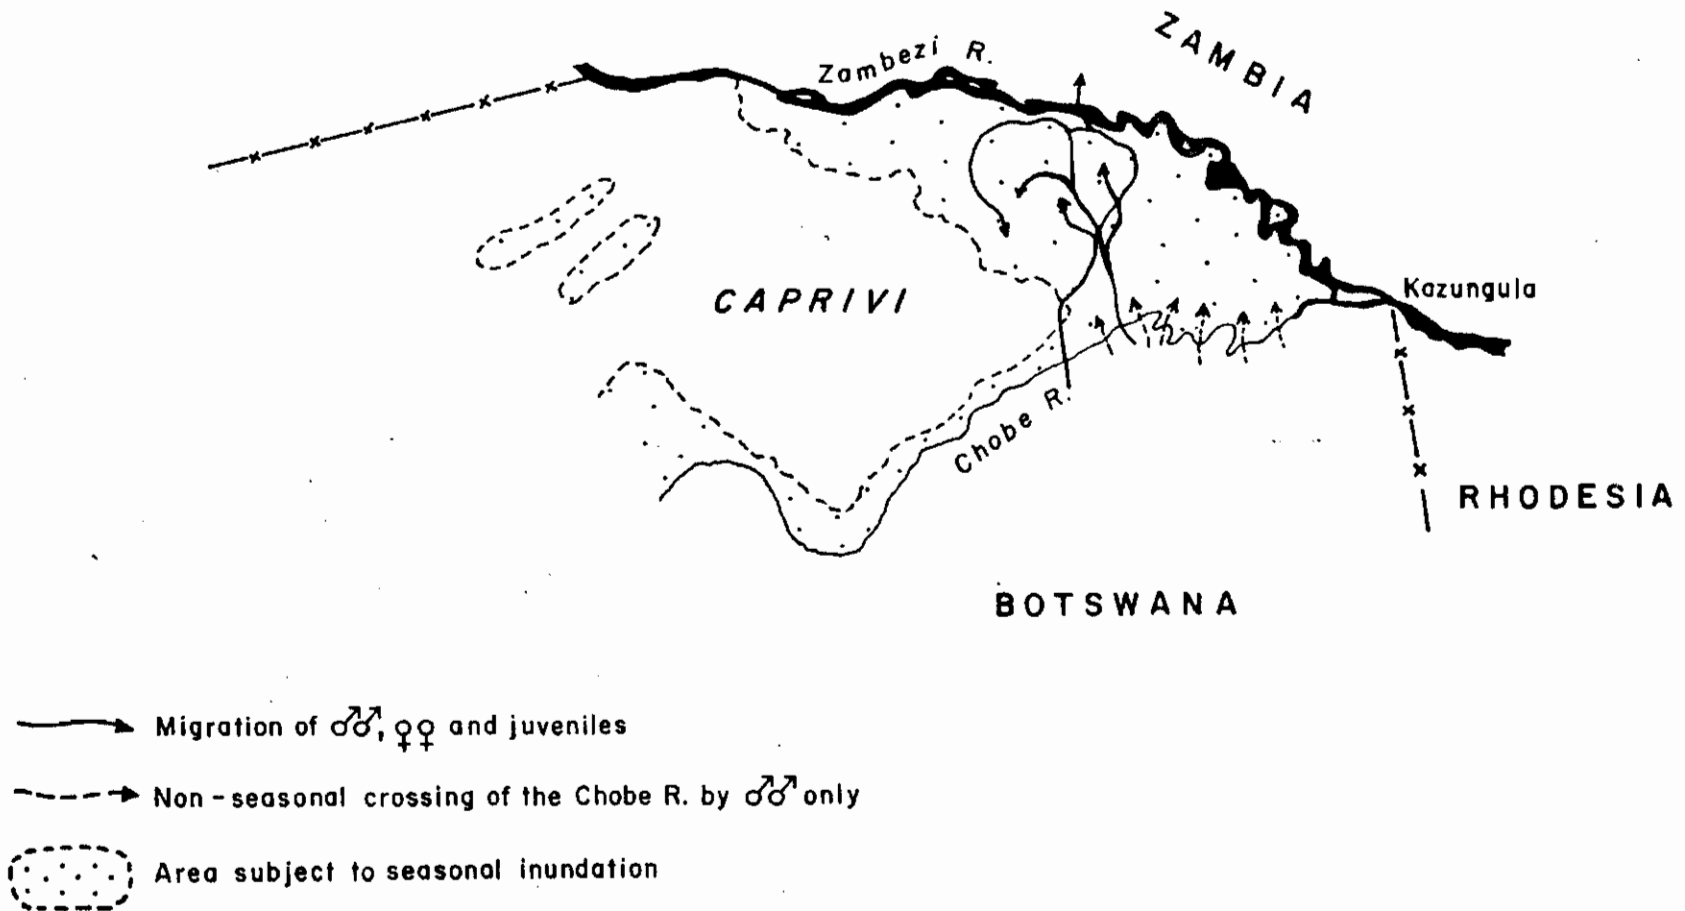 ZAMBIA
Zambezi R.
Kazungula
CAPRIVI
Chobe R.
RHODESIA
BOTSWANA
Migration of ♂♂, ♀♀ and juveniles
Non-seasonal crossing of the Chobe R. by ♂♂ only
Area subject to seasonal inundation